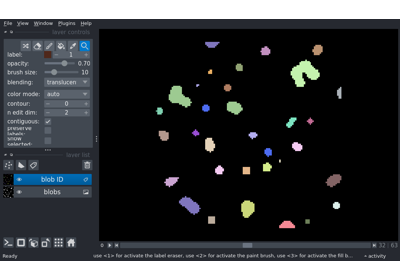 File View Window Plugins Help
layer controls
label: 1
opacity: 0.70
brush size: 10
blending: translucen
color mode: auto
contour: 0
n edit dim: 2
contiguous:
preserve
labels:
show
selected:
layer list
blob ID
blobs
32 63
Ready
use <1> for activate the label eraser, use <2> for activate the paint brush, use <3> for activate the fill b...
activity